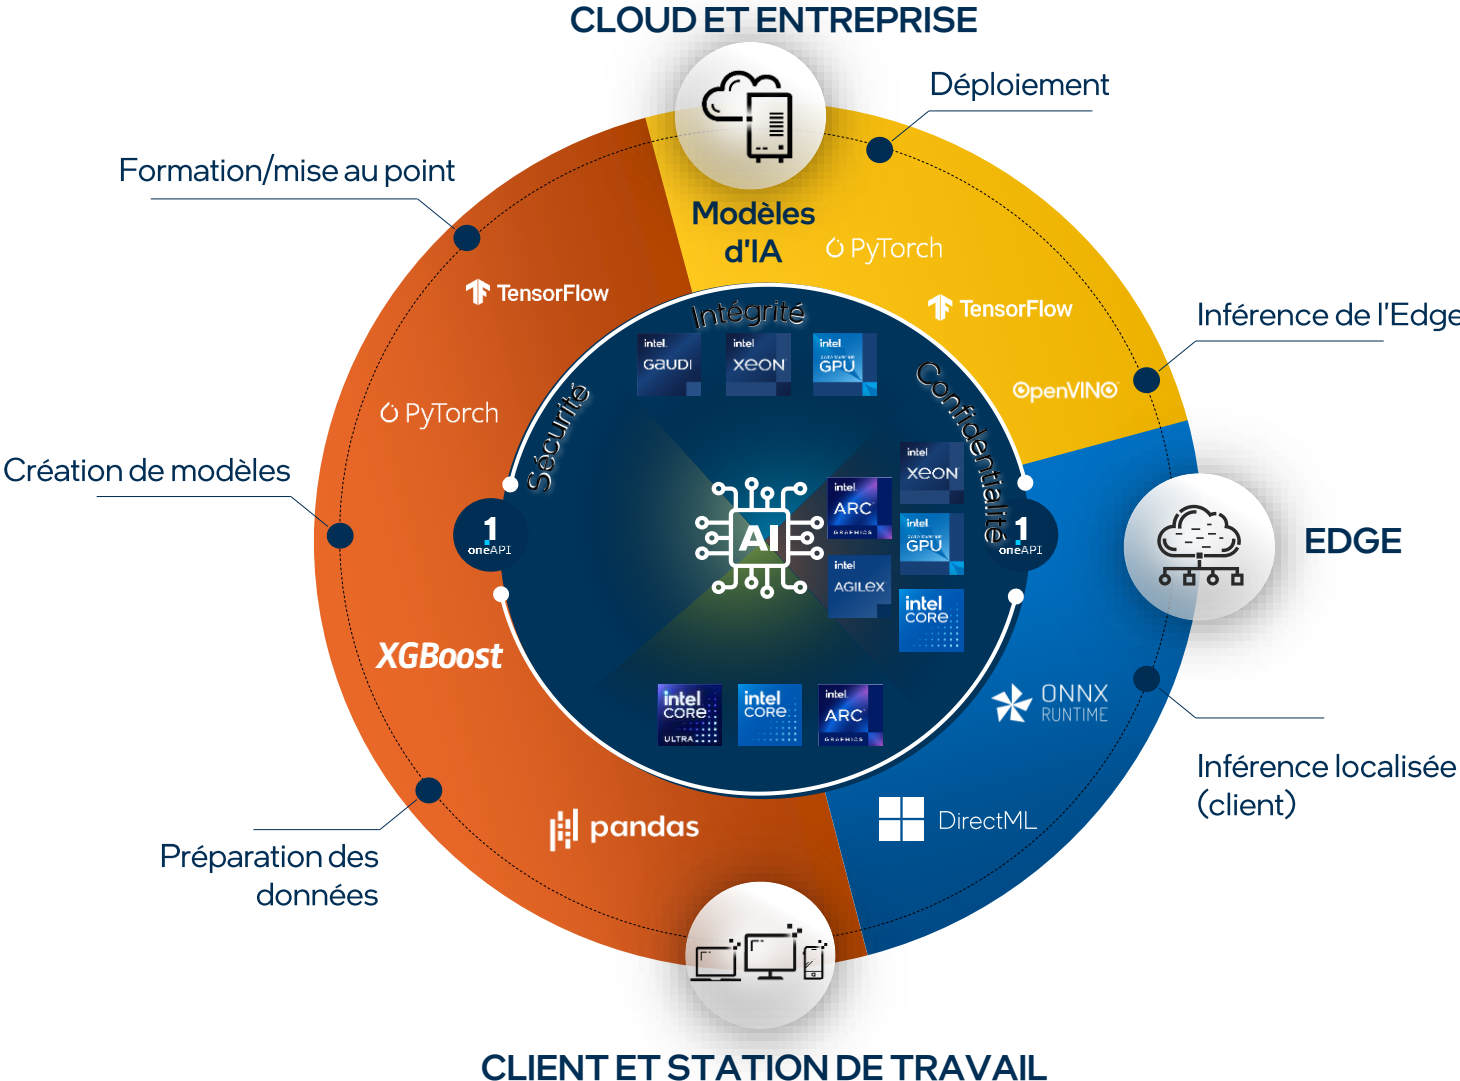 CLOUD ET ENTREPRISE
Déploiement
Formation/mise au point
Modèles
d'IA
PyTorch
TensorFlow
TensorFlow
Inférence de l'Edge
OpenVINO
Intégrité
Sécurité
Confidentialité
intel.
GAUDI
intel
XEON
intel.
GPU
PyTorch
Création de modèles
intel
XEON
intel.
ARC
GRAPHICS
intel
GPU
intel
AGILEX
intel
CORE
AI
1
oneAPI
1
oneAPI
EDGE
XGBoost
intel
CORE
ULTRA
intel
CORE
intel.
ARC
GRAPHICS
ONNX
RUNTIME
Inférence localisée
(client)
DirectML
pandas
Préparation des
données
CLIENT ET STATION DE TRAVAIL